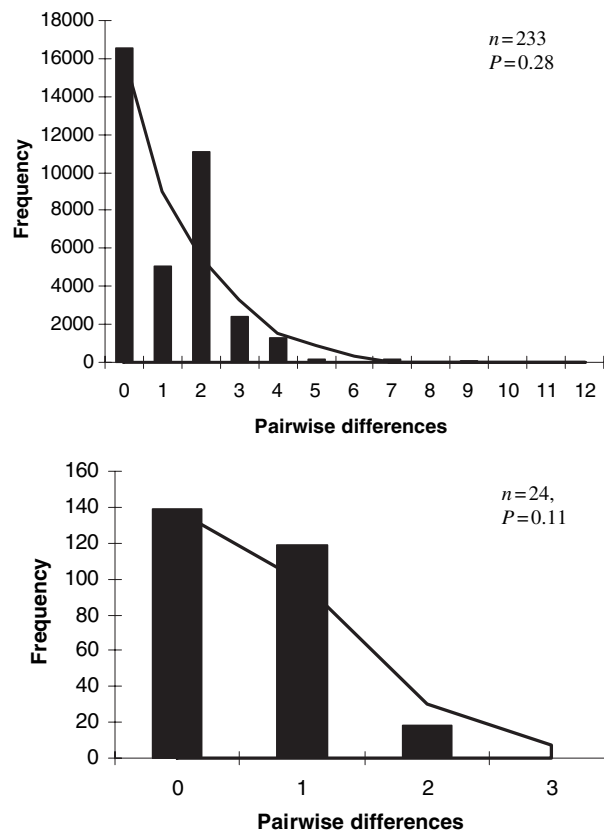 18000
16000
14000
12000
10000
8000
6000
4000
2000
0
Frequency
n=233
P=0.28
0 1 2 3 4 5 6 7 8 9 10 11 12
Pairwise differences
160
140
120
100
80
60
40
20
0
Frequency
n=24,
P=0.11
0 1 2 3
Pairwise differences